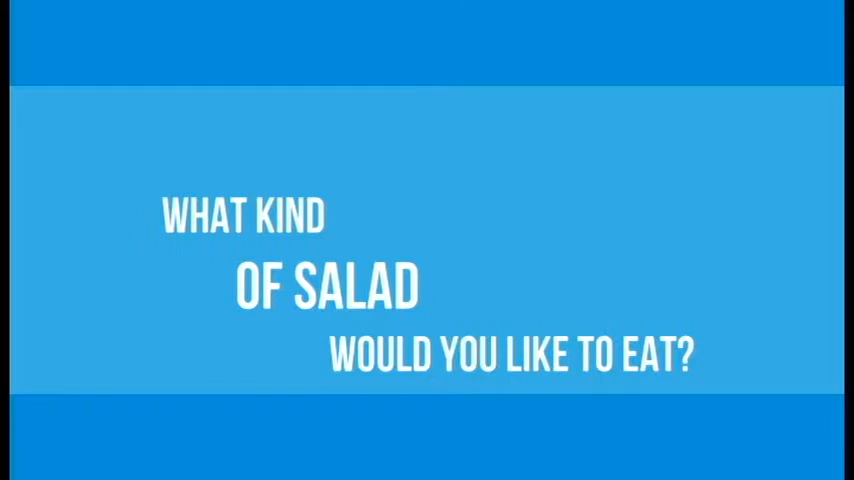 WHAT KIND
OF SALAD
WOULD YOU LIKE TO EAT?